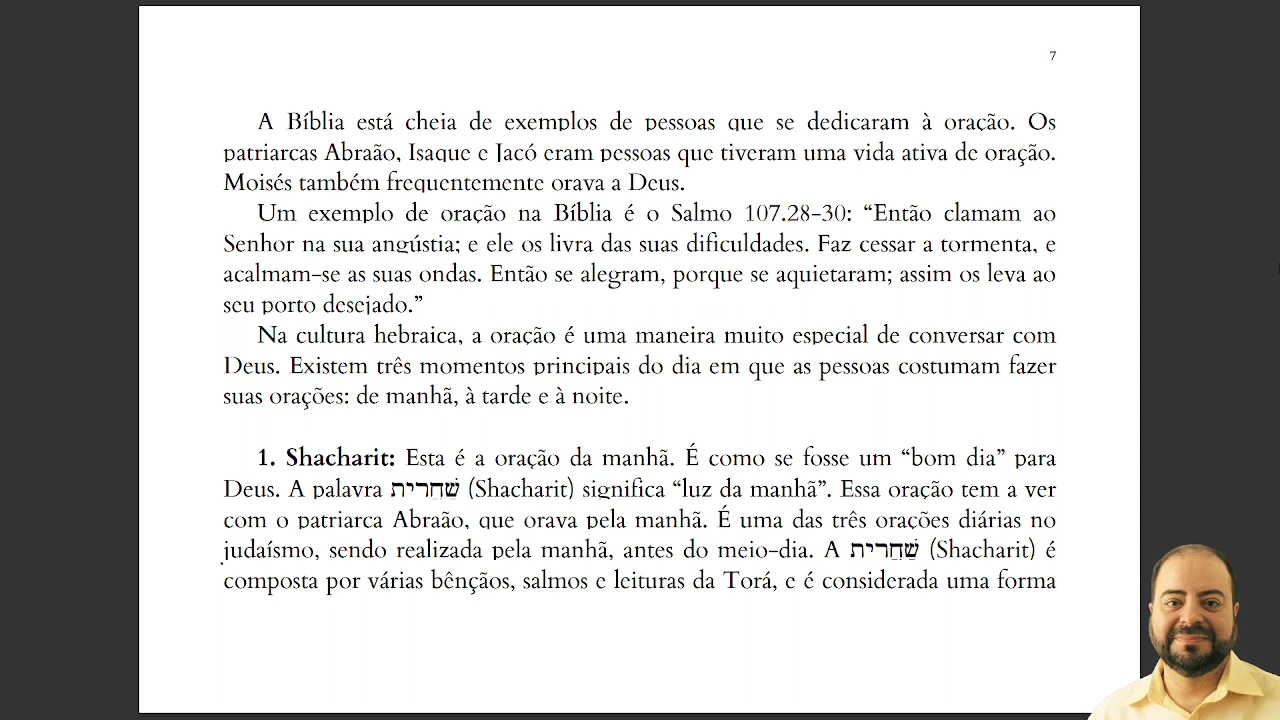 7
A Bíblia está cheia de exemplos de pessoas que se dedicaram à oração. Os
patriarcas Abraão, Isaque e Jacó eram pessoas que tiveram uma vida ativa de oração.
Moisés também frequentemente orava a Deus.
Um exemplo de oração na Bíblia é o Salmo 107.28-30: “Então clamam ao
Senhor na sua angústia; e ele os livra das suas dificuldades. Faz cessar a tormenta, e
acalmam-se as suas ondas. Então se alegram, porque se aquietaram; assim os leva ao
seu porto desejado.”
Na cultura hebraica, a oração é uma maneira muito especial de conversar com
Deus. Existem três momentos principais do dia em que as pessoas costumam fazer
suas orações: de manhã, à tarde e à noite.
1. Shacharit: Esta é a oração da manhã. É como se fosse um “bom dia” para
Deus. A palavra שַׁחֲרִית (Shacharit) significa “luz da manhã”. Essa oração tem a ver
com o patriarca Abraão, que orava pela manhã. É uma das três orações diárias no
judaísmo, sendo realizada pela manhã, antes do meio-dia. A שַׁחֲרִית (Shacharit) é
composta por várias bênçãos, salmos e leituras da Torá, e é considerada uma forma